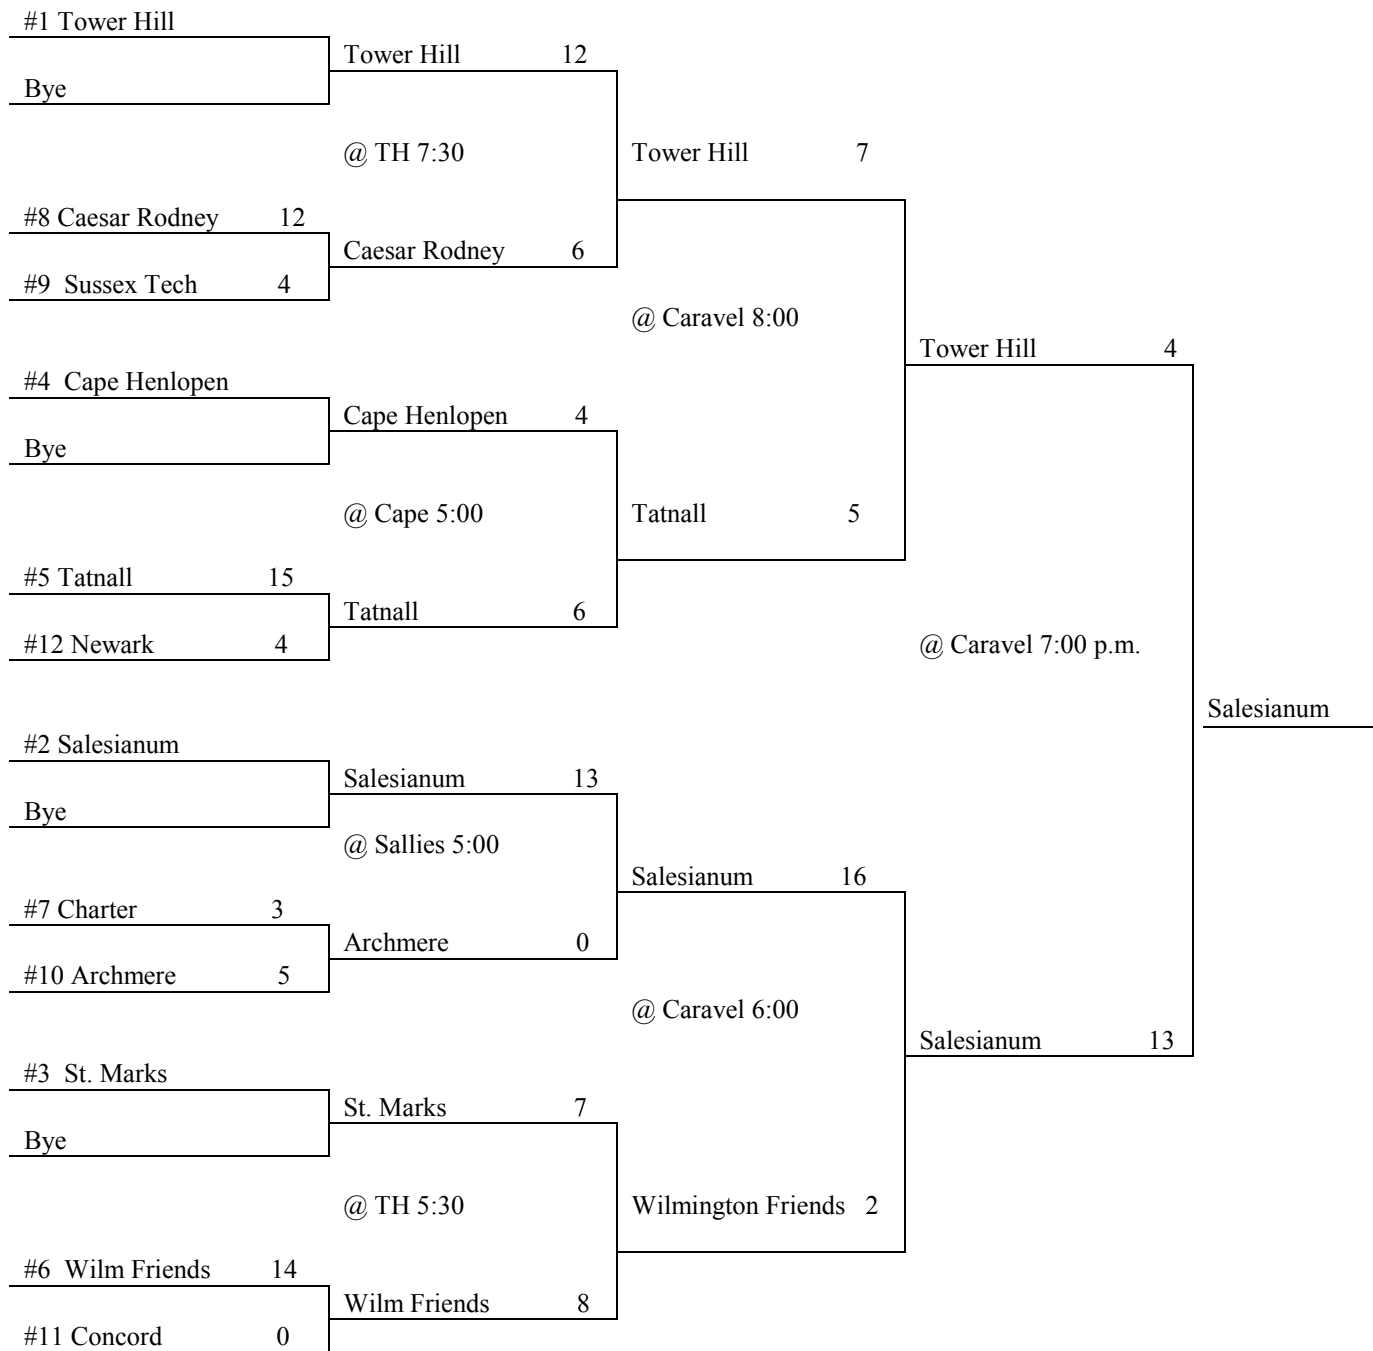 #1 Tower Hill
Tower Hill 12
Bye
@ TH 7:30
Tower Hill 7
#8 Caesar Rodney 12
Caesar Rodney 6
#9 Sussex Tech 4
@ Caravel 8:00
Tower Hill 4
#4 Cape Henlopen
Cape Henlopen 4
Bye
@ Cape 5:00
Tatnall 5
#5 Tatnall 15
Tatnall 6
#12 Newark 4
@ Caravel 7:00 p.m.
Salesianum
#2 Salesianum
Salesianum 13
Bye
@ Sallies 5:00
Salesianum 16
#7 Charter 3
Archmere 0
#10 Archmere 5
@ Caravel 6:00
Salesianum 13
#3 St. Marks
St. Marks 7
Bye
@ TH 5:30
Wilmington Friends 2
#6 Wilm Friends 14
Wilm Friends 8
#11 Concord 0